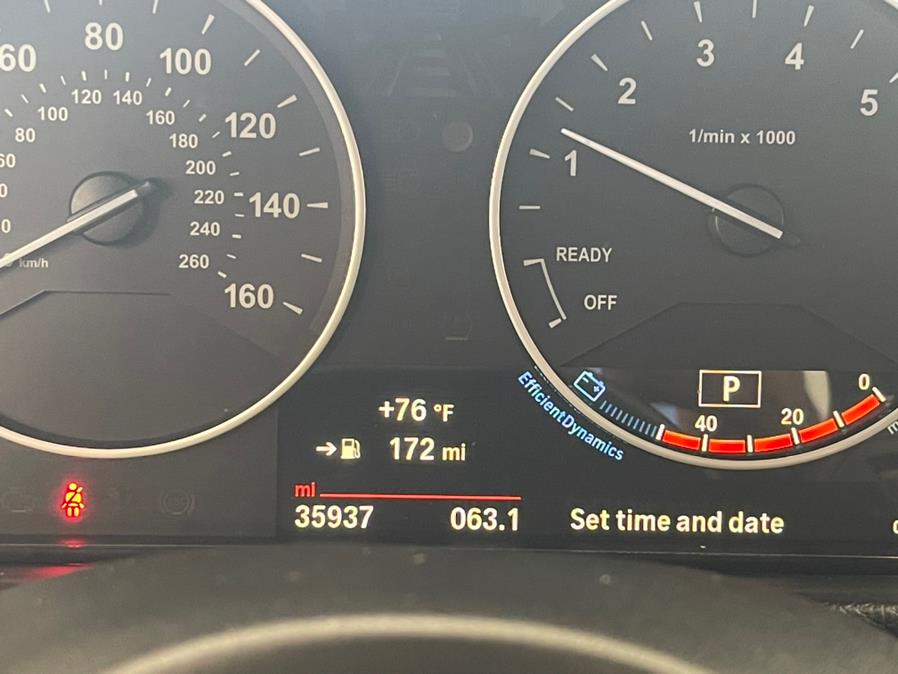 60 80 100 120 140 160
60 80 100 120 140 160 180 200 220 240 260
km/h
1 2 3 4 5
1/min x 1000
READY
OFF
P
40 20 0
EfficientDynamics
+76 °F
172 mi
mi
35937 063.1
Set time and date